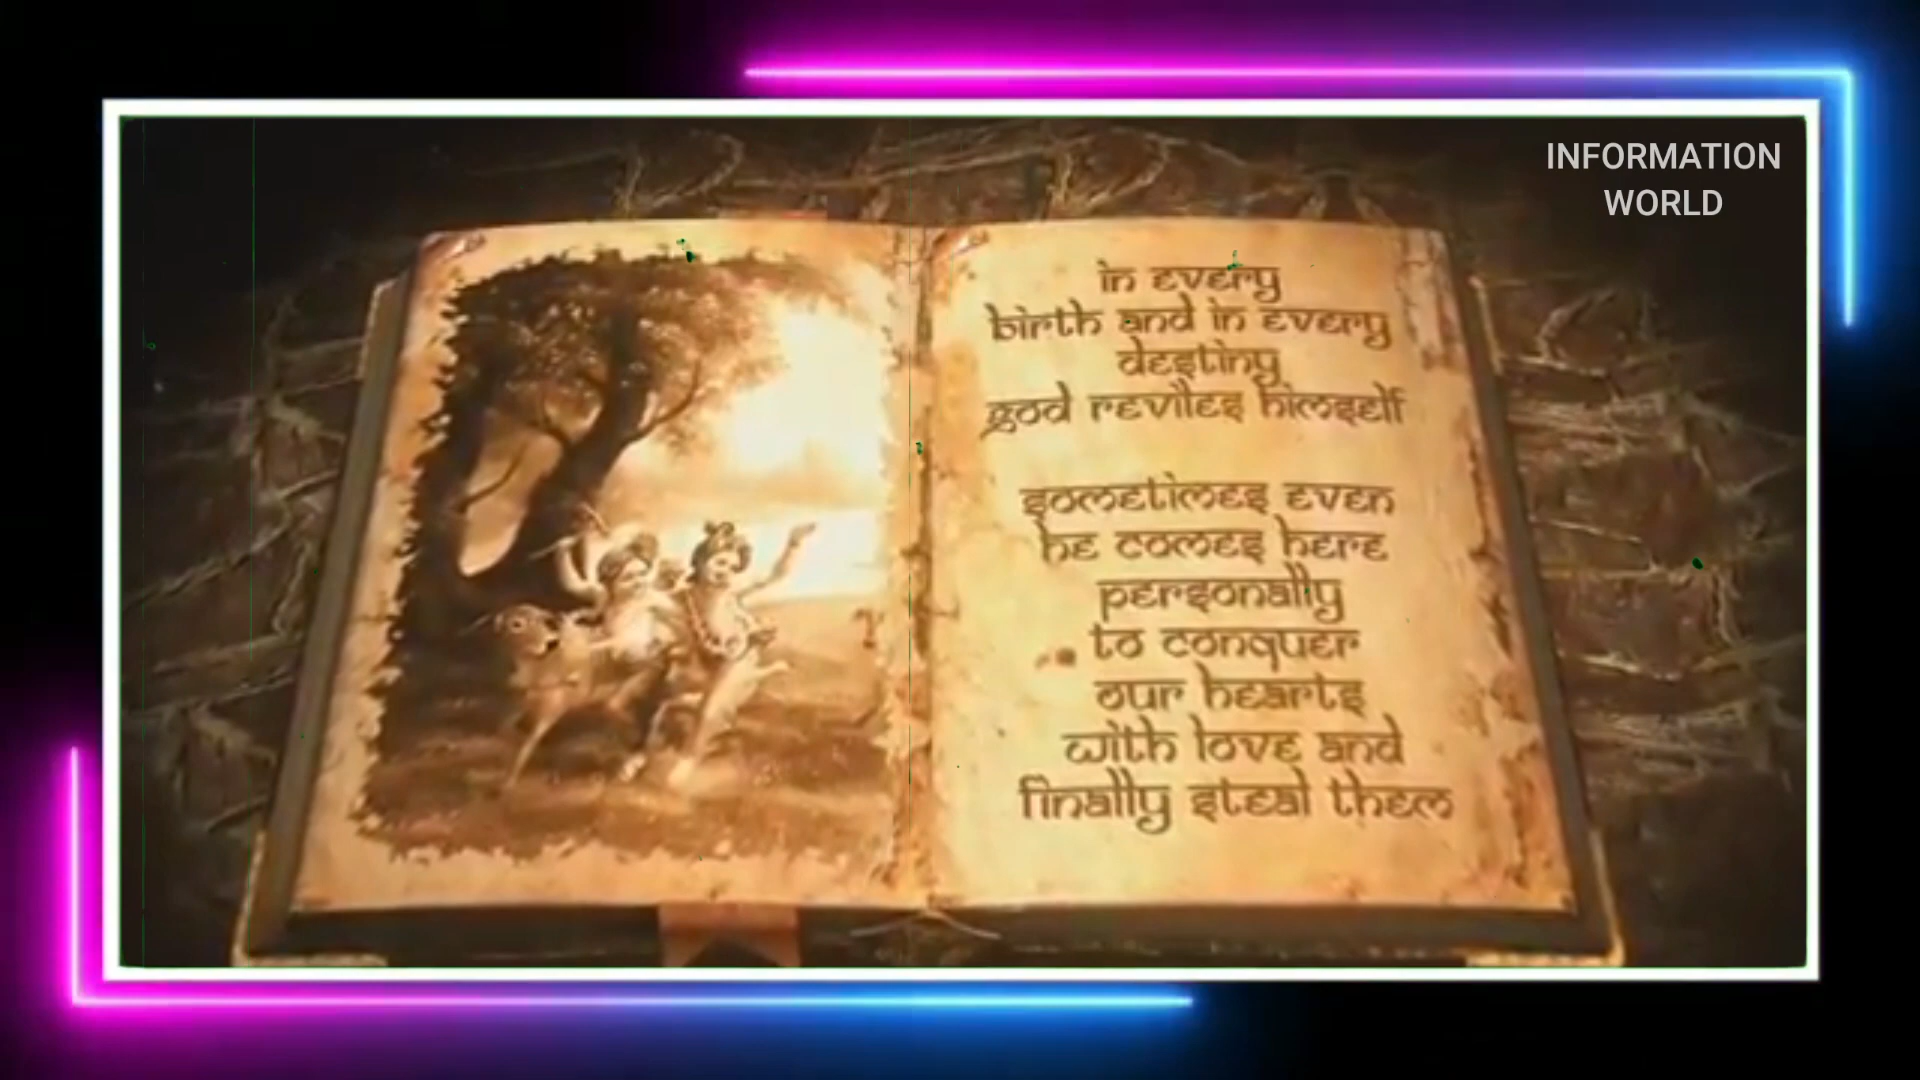 INFORMATION
WORLD
in every
birth and in every
destiny
god reviles himself
sometimes even
he comes here
personally
to conquer
our hearts
with love and
finally steal them